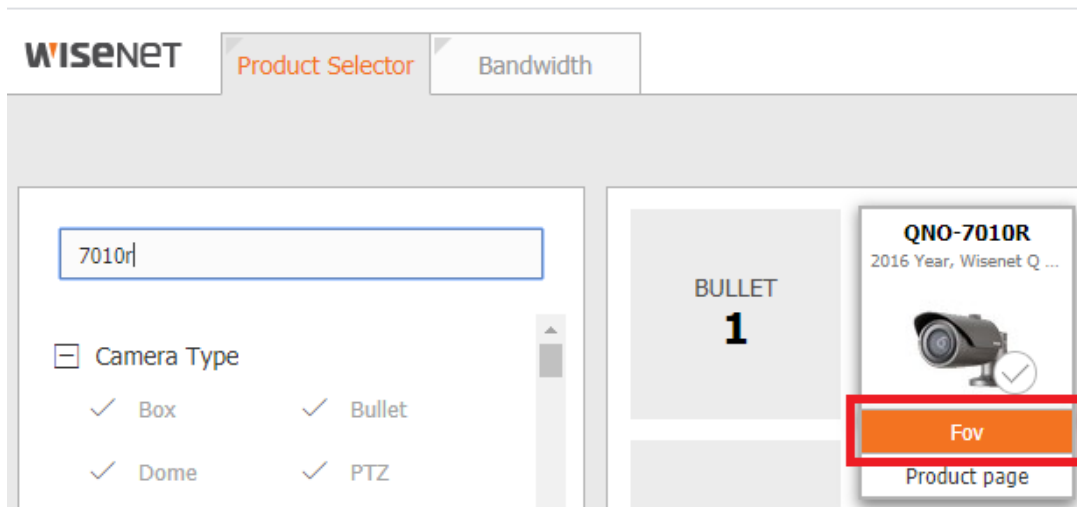 WISENET
Product Selector
Bandwidth
7010r
Camera Type
Box
Bullet
Dome
PTZ
BULLET
1
QNO-7010R
2016 Year, Wisenet Q ...
Fov
Product page